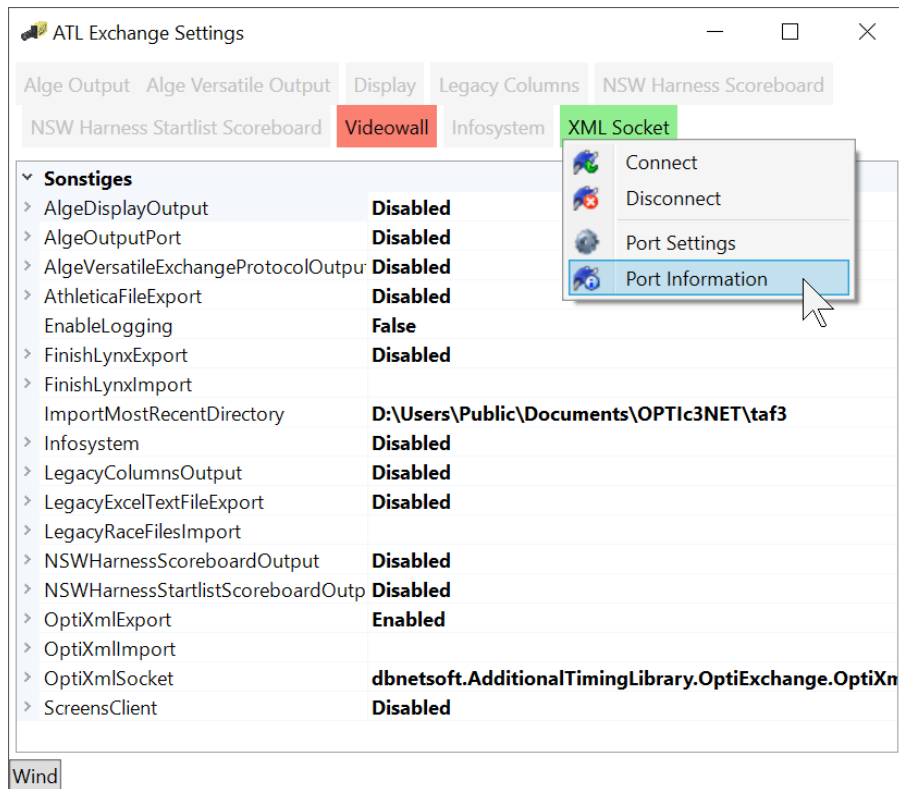 ATL Exchange Settings
Alge Output Alge Versatile Output Display Legacy Columns NSW Harness Scoreboard
NSW Harness Startlist Scoreboard Videowall Infosystem XML Socket
Connect
Disconnect
Port Settings
Port Information
Sonstiges
AlgeDisplayOutput Disabled
AlgeOutputPort Disabled
AlgeVersatileExchangeProtocolOutpu Disabled
AthleticaFileExport Disabled
EnableLogging False
FinishLynxExport Disabled
FinishLynxImport
ImportMostRecentDirectory D:\Users\Public\Documents\OPTIc3NET\taf3
Infosystem Disabled
LegacyColumnsOutput Disabled
LegacyExcelTextFileExport Disabled
LegacyRaceFilesImport
NSWHarnessScoreboardOutput Disabled
NSWHarnessStartlistScoreboardOutp Disabled
OptiXmlExport Enabled
OptiXmlImport
OptiXmlSocket dbnetsoft.AdditionalTimingLibrary.OptiExchange.OptiXm
ScreensClient Disabled
Wind